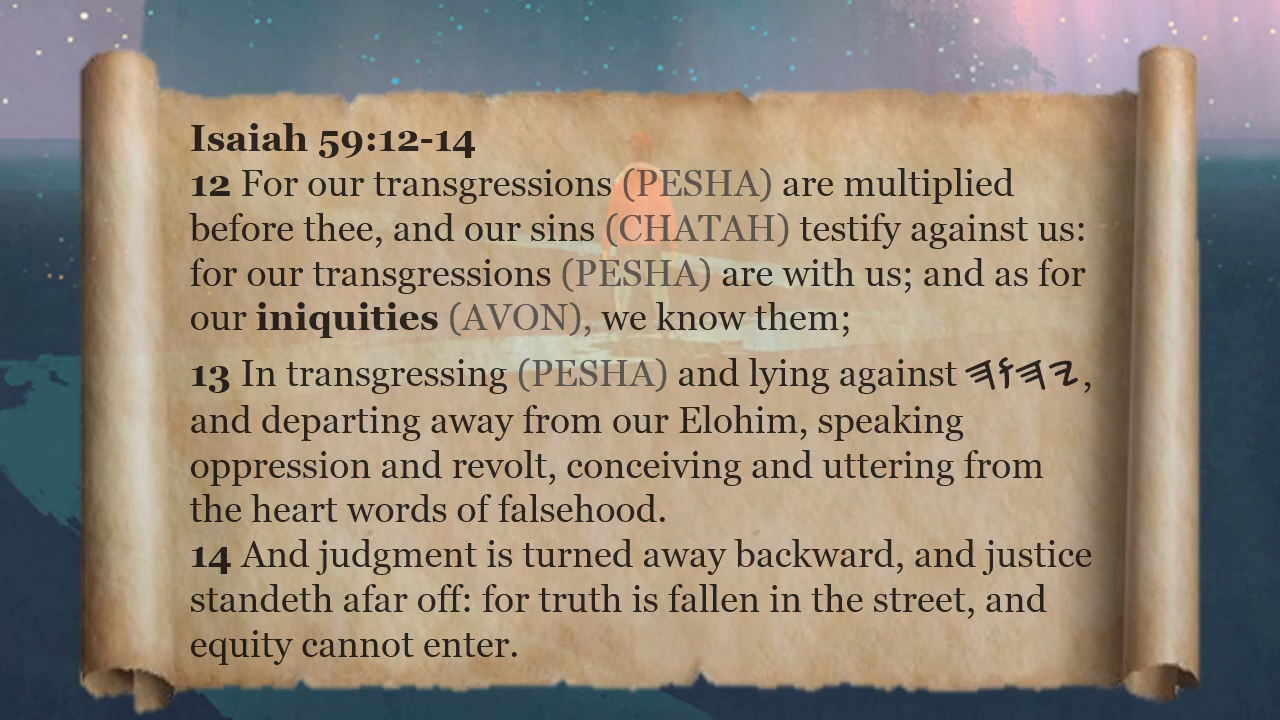 Isaiah 59:12-14
12 For our transgressions (PESHA) are multiplied
before thee, and our sins (CHATAH) testify against us:
for our transgressions (PESHA) are with us; and as for
our iniquities (AVON), we know them;
13 In transgressing (PESHA) and lying against 𐤉𐤄𐤅𐤄,
and departing away from our Elohim, speaking
oppression and revolt, conceiving and uttering from
the heart words of falsehood.
14 And judgment is turned away backward, and justice
standeth afar off: for truth is fallen in the street, and
equity cannot enter.